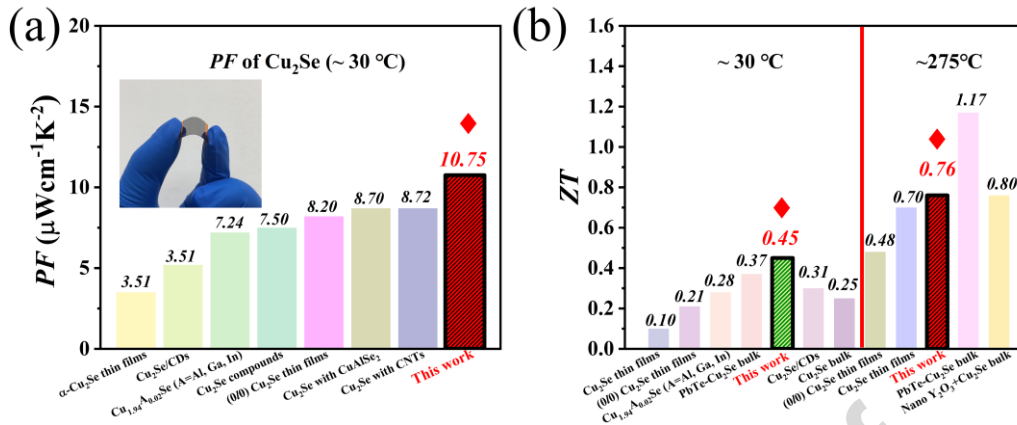 (a)
PF of Cu₂Se (~ 30 ℃)
PF (μWcm⁻¹K⁻²)
20
15
10
5
0
3.51
3.51
7.24
7.50
8.20
8.70
8.72
10.75
α-Cu₂Se thin films
Cu₂Se/CDs
Cu₁.₉₄A₀.₀₂Se (A=Al, Ga, In)
Cu₂Se compounds
(0l0) Cu₂Se thin films
Cu₂Se with CuAlSe₂
Cu₂Se with CNTs
This work
(b)
~ 30 ℃
~275℃
ZT
1.6
1.4
1.2
1.0
0.8
0.6
0.4
0.2
0.0
0.10
0.21
0.28
0.37
0.45
0.31
0.25
0.48
0.70
0.76
1.17
0.80
Cu₂Se thin films
(0l0) Cu₂Se thin films
Cu₁.₉₄A₀.₀₂Se (A=Al, Ga, In)
PbTe-Cu₂Se bulk
This work
Cu₂Se/CDs
Cu₂Se bulk
(0l0) Cu₂Se thin films
Cu₂Se thin films
This work
PbTe-Cu₂Se bulk
Nano Y₂O₃+Cu₂Se bulk